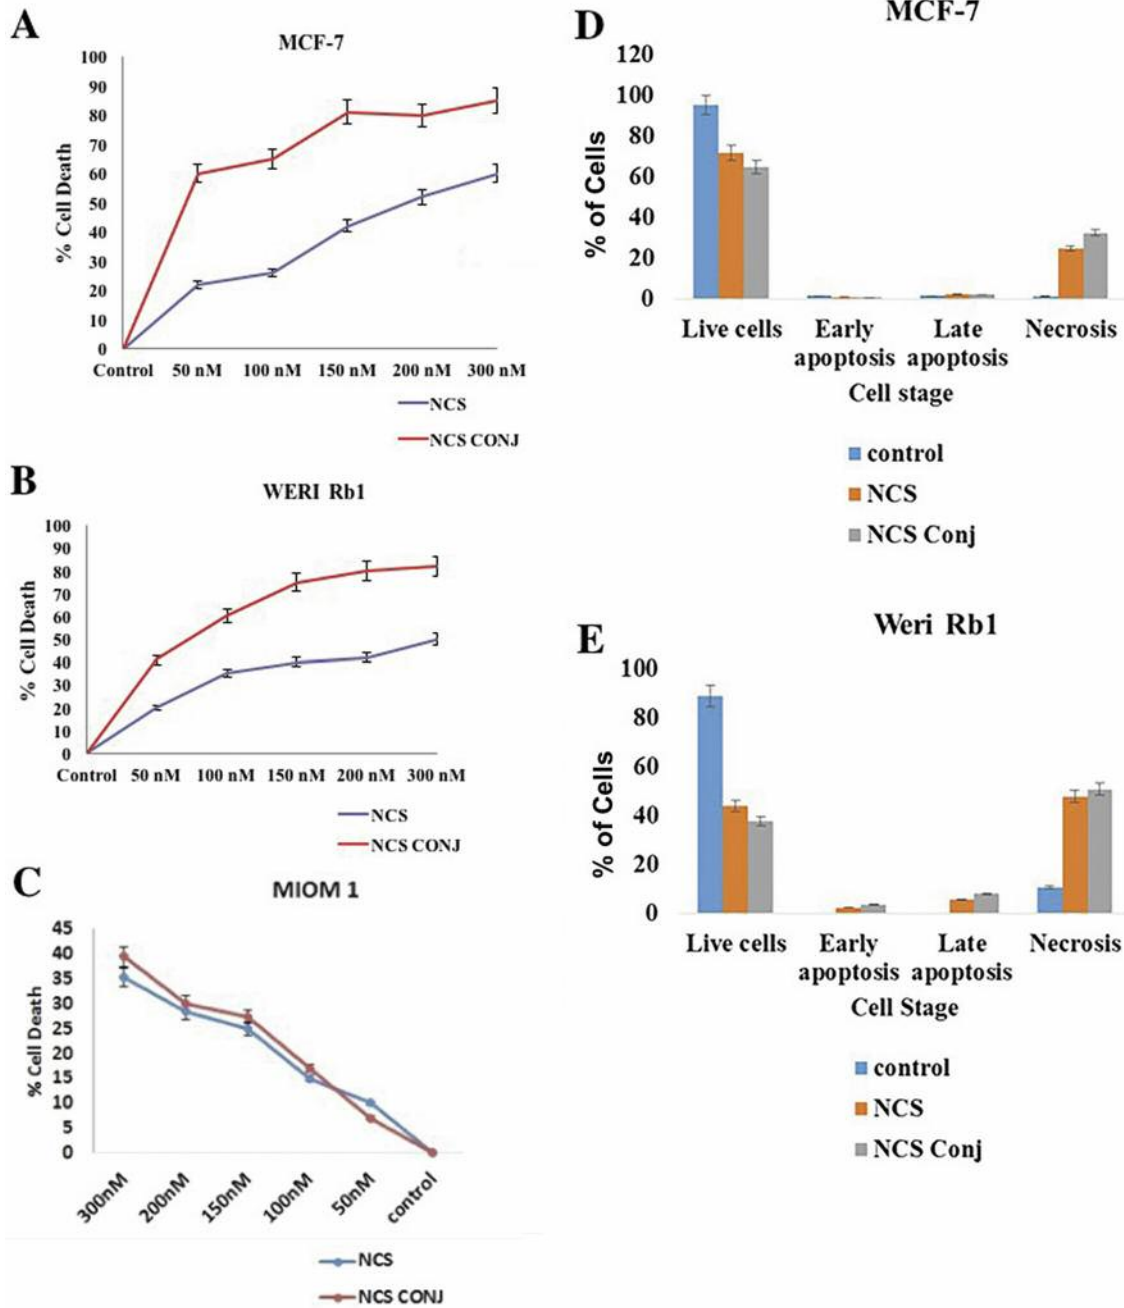 A
MCF-7
% Cell Death
100
90
80
70
60
50
40
30
20
10
0
Control 50 nM 100 nM 150 nM 200 nM 300 nM
NCS
NCS CONJ
B
WERI Rb1
% Cell Death
100
90
80
70
60
50
40
30
20
10
0
Control 50 nM 100 nM 150 nM 200 nM 300 nM
NCS
NCS CONJ
C
MIOM 1
% Cell Death
45
40
35
30
25
20
15
10
5
0
300nM 200nM 150nM 100nM 50nM control
NCS
NCS CONJ
D
MCF-7
% of Cells
120
100
80
60
40
20
0
Live cells Early Late Necrosis
apoptosis apoptosis
Cell stage
control
NCS
NCS Conj
E
Weri Rb1
% of Cells
100
80
60
40
20
0
Live cells Early Late Necrosis
apoptosis apoptosis
Cell Stage
control
NCS
NCS Conj